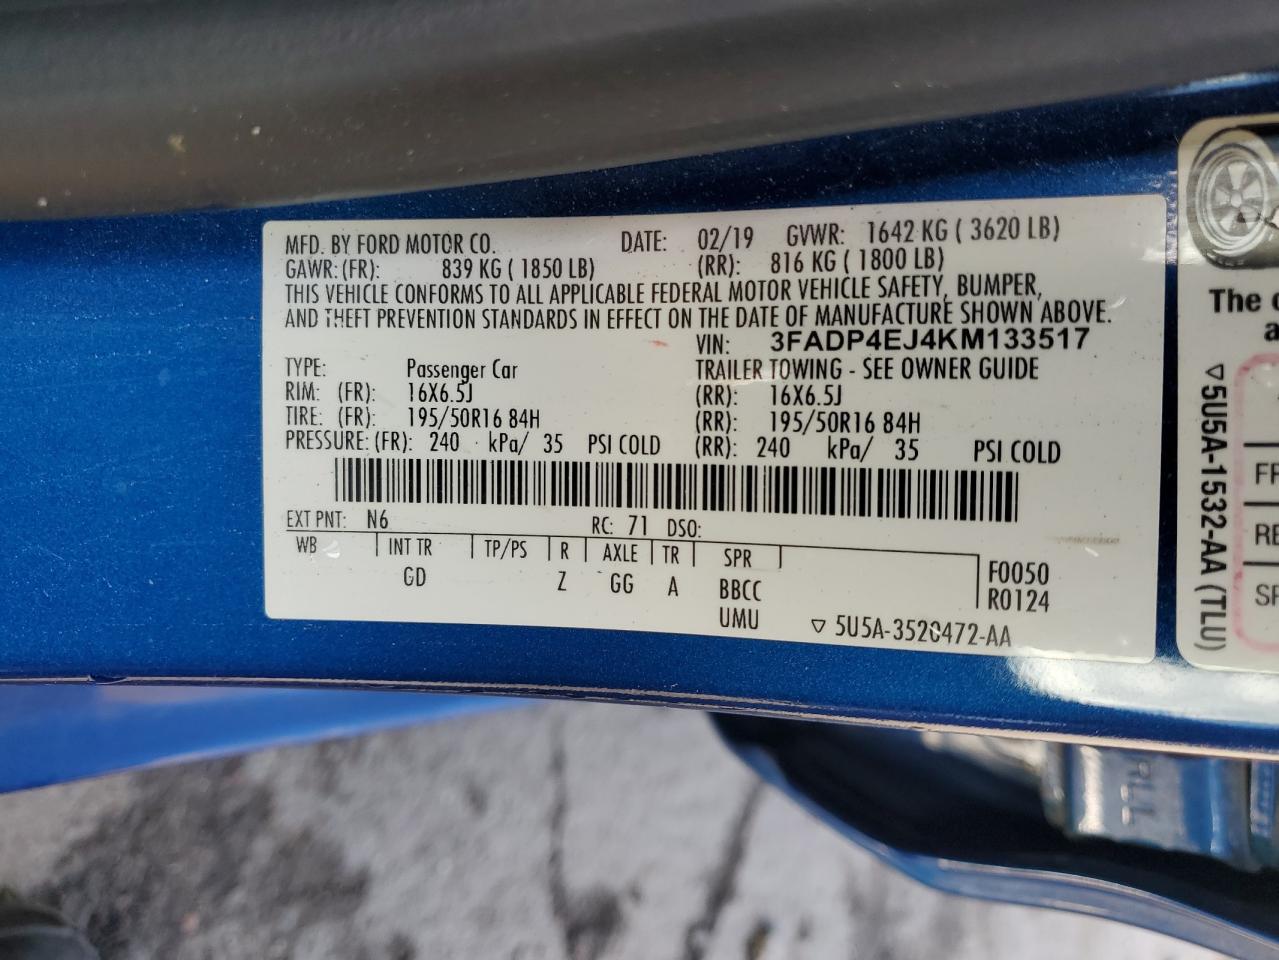 MFD. BY FORD MOTOR CO. DATE: 02/19 GVWR: 1642 KG ( 3620 LB)
GAWR: (FR): 839 KG ( 1850 LB) (RR): 816 KG ( 1800 LB)
THIS VEHICLE CONFORMS TO ALL APPLICABLE FEDERAL MOTOR VEHICLE SAFETY, BUMPER,
AND THEFT PREVENTION STANDARDS IN EFFECT ON THE DATE OF MANUFACTURE SHOWN ABOVE.
VIN: 3FADP4EJ4KM133517
TYPE: Passenger Car TRAILER TOWING - SEE OWNER GUIDE
RIM: (FR): 16X6.5J (RR): 16X6.5J
TIRE: (FR): 195/50R16 84H (RR): 195/50R16 84H
PRESSURE: (FR): 240 kPa/ 35 PSI COLD (RR): 240 kPa/ 35 PSI COLD
EXT PNT: N6 RC: 71 DSO:
WB INT TR TP/PS R AXLE TR SPR
GD Z GG A BBCC F0050
UMU R0124
▽ 5U5A-3520472-AA
The
▽5U5A-1532-AA (TLU)